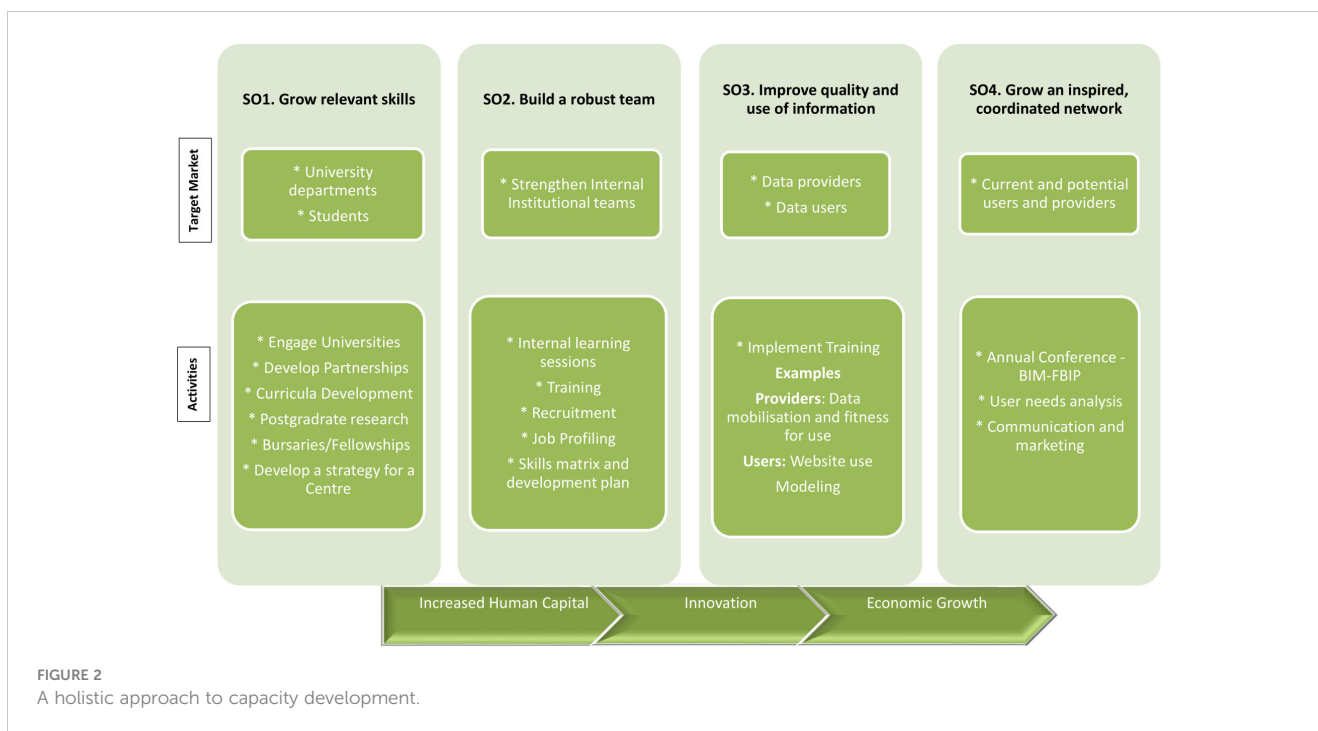 SO1. Grow relevant skills
SO2. Build a robust team
SO3. Improve quality and
use of information
SO4. Grow an inspired,
coordinated network
Target Market
* University
departments
* Students
* Strengthen Internal
Institutional teams
* Data providers
* Data users
* Current and potential
users and providers
Activities
* Engage Universities
* Develop Partnerships
* Curricula Development
* Postgradrate research
* Bursaries/Fellowships
* Develop a strategy for a
Centre
* Internal learning
sessions
* Training
* Recruitment
* Job Profiling
* Skills matrix and
development plan
* Implement Training
Examples
Providers: Data
mobilisation and fitness
for use
Users: Website use
Modeling
* Annual Conference -
BIM-FBIP
* User needs analysis
* Communication and
marketing
Increased Human Capital
Innovation
Economic Growth
FIGURE 2
A holistic approach to capacity development.